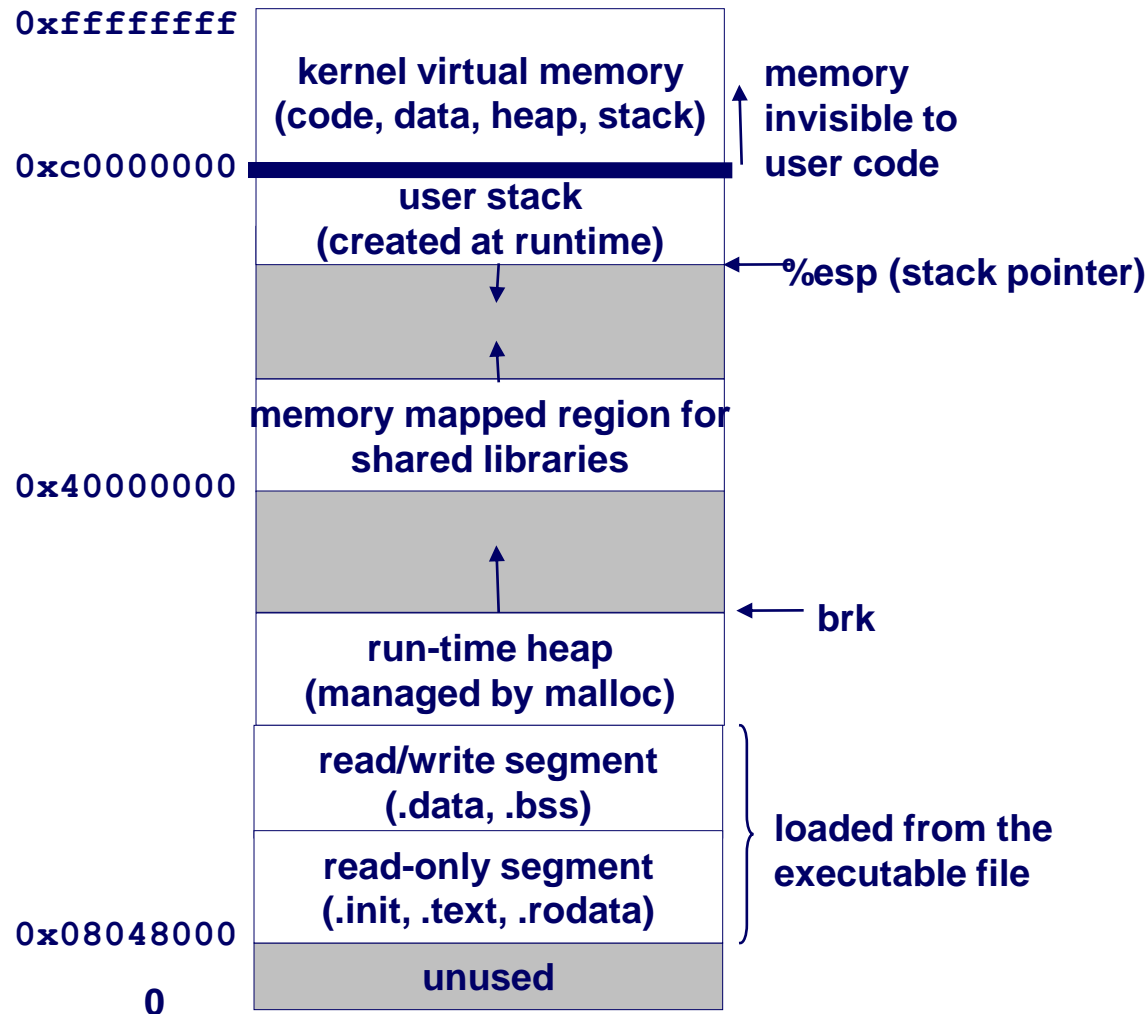 0xffffffff
kernel virtual memory
(code, data, heap, stack)
memory
invisible to
user code
0xc0000000
user stack
(created at runtime)
%esp (stack pointer)
memory mapped region for
shared libraries
0x40000000
brk
run-time heap
(managed by malloc)
read/write segment
(.data, .bss)
loaded from the
executable file
read-only segment
(.init, .text, .rodata)
0x08048000
unused
0